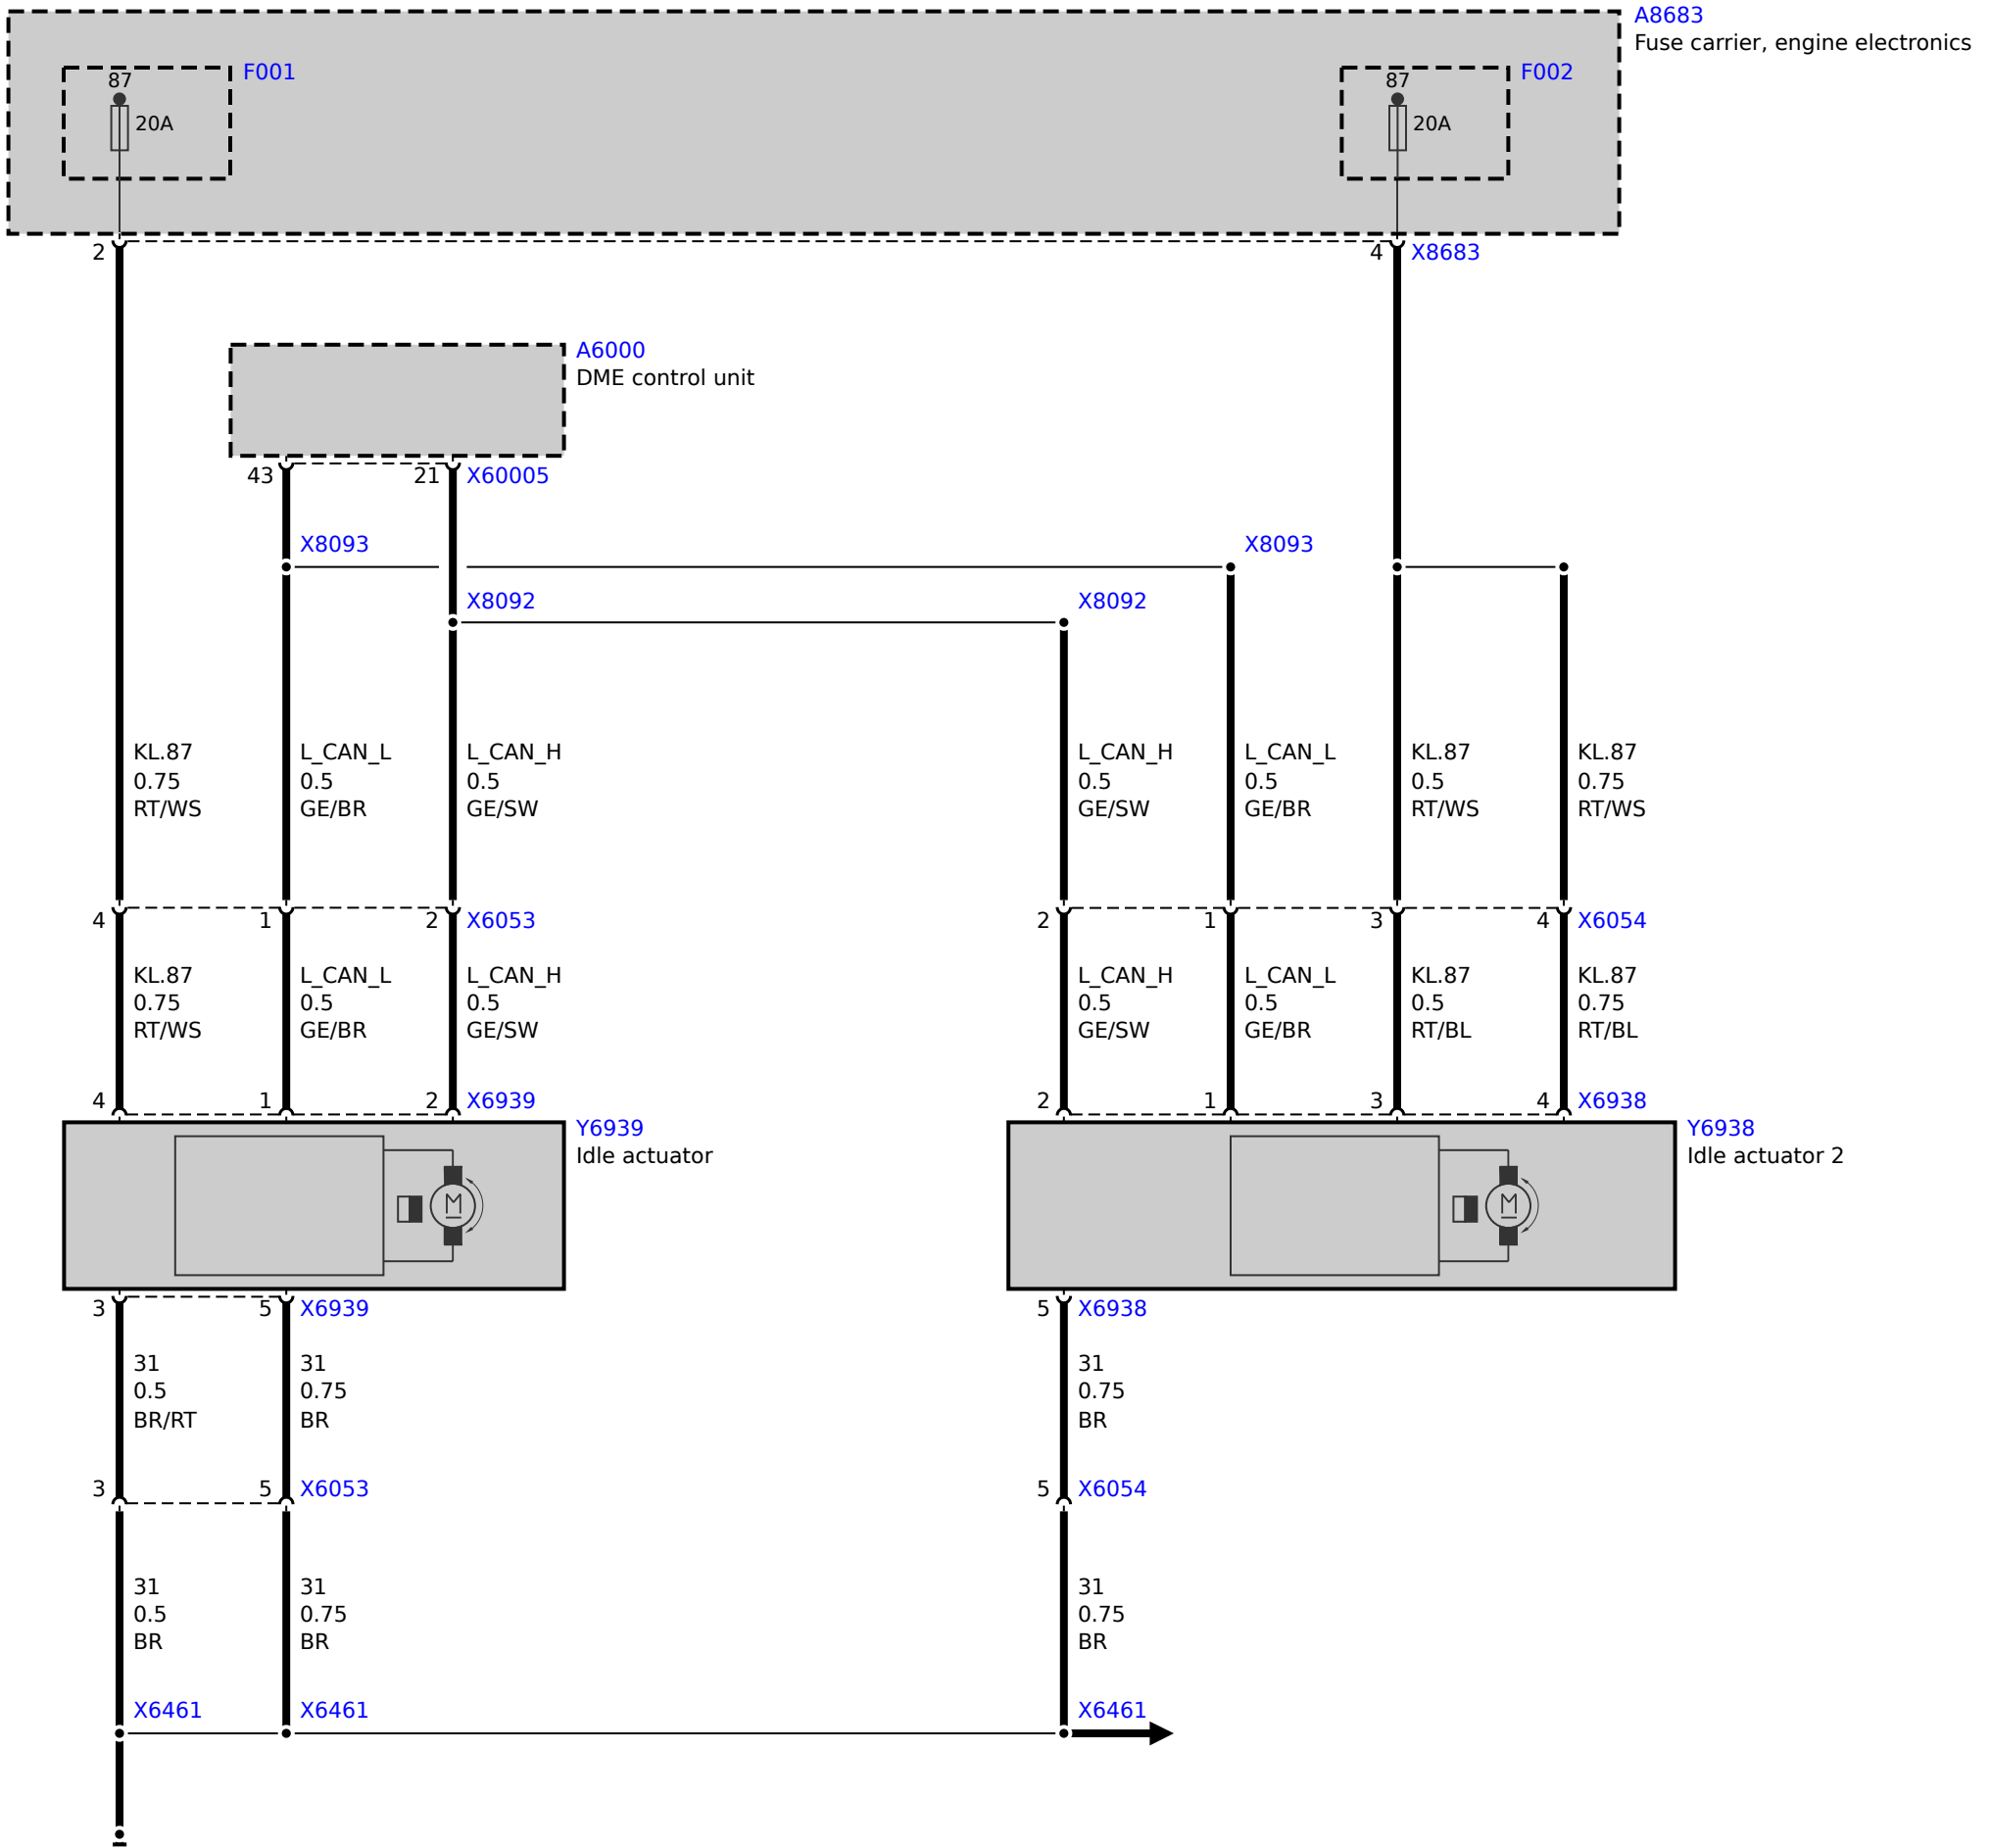 A8683
Fuse carrier, engine electronics
F001
87
20A
F002
87
20A
2
4
X8683
A6000
DME control unit
43
21
X60005
X8093
X8093
X8092
X8092
KL.87
0.75
RT/WS
L_CAN_L
0.5
GE/BR
L_CAN_H
0.5
GE/SW
L_CAN_H
0.5
GE/SW
L_CAN_L
0.5
GE/BR
KL.87
0.5
RT/WS
KL.87
0.75
RT/WS
4
1
2
X6053
2
1
3
4
X6054
KL.87
0.75
RT/WS
L_CAN_L
0.5
GE/BR
L_CAN_H
0.5
GE/SW
L_CAN_H
0.5
GE/SW
L_CAN_L
0.5
GE/BR
KL.87
0.5
RT/BL
KL.87
0.75
RT/BL
4
1
2
X6939
2
1
3
4
X6938
Y6939
Idle actuator
M
Y6938
Idle actuator 2
M
3
5
X6939
5
X6938
31
0.5
BR/RT
31
0.75
BR
31
0.75
BR
3
5
X6053
5
X6054
31
0.5
BR
31
0.75
BR
31
0.75
BR
X6461
X6461
X6461